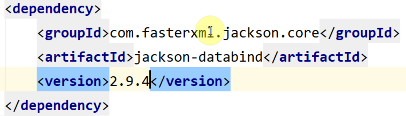 <dependency>
<groupId>com.fasterxml.jackson.core</groupId>
<artifactId>jackson-databind</artifactId>
<version>2.9.4</version>
</dependency>